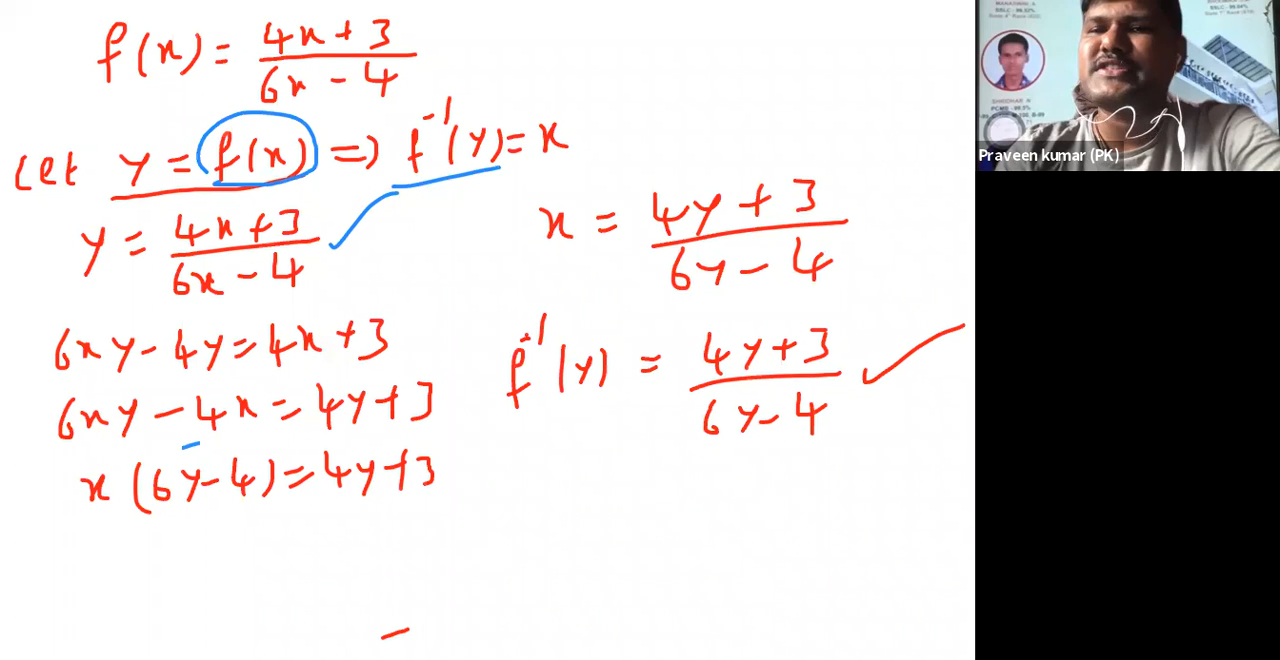 f(x) = 4x + 3 / 6x - 4
Let y = f(x) => f⁻¹(y) = x
y = 4x + 3 / 6x - 4
6xy - 4y = 4x + 3
6xy - 4x = 4y + 3
x (6y - 4) = 4y + 3
x = 4y + 3 / 6y - 4
f⁻¹(y) = 4y + 3 / 6y - 4
SHRIDHAR N
Praveen kumar (PK)